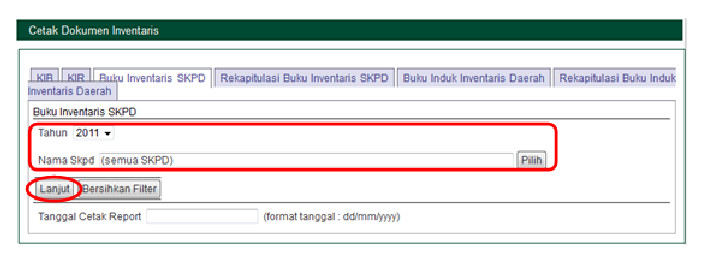 Cetak Dokumen Inventaris
KIB KIR Buku Inventaris SKPD Rekapitulasi Buku Inventaris SKPD Buku Induk Inventaris Daerah Rekapitulasi Buku Induk
Inventaris Daerah
Buku Inventaris SKPD
Tahun 2011
Nama Skpd (semua SKPD) Pilih
Lanjut Bersihkan Filter
Tanggal Cetak Report (format tanggal : dd/mm/yyyy)